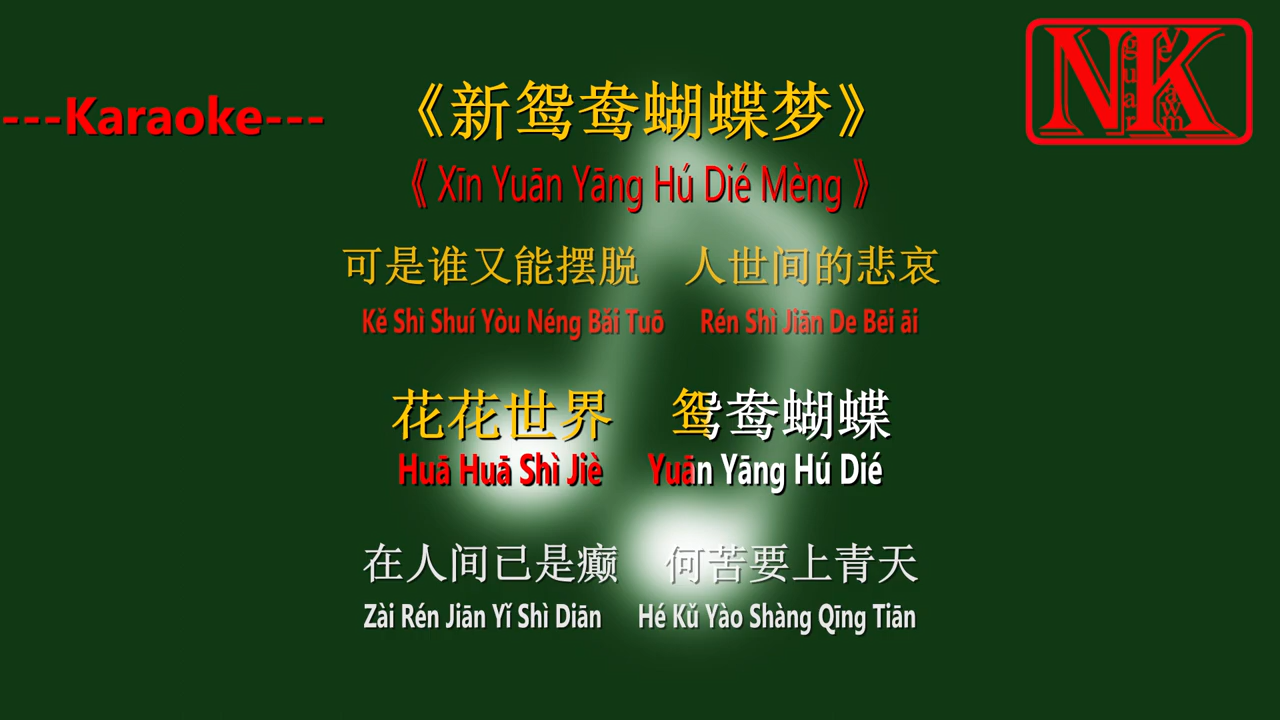 ---Karaoke---
《新鸳鸯蝴蝶梦》
《 Xīn Yuān Yāng Hú Dié Mèng 》
可是谁又能摆脱 人世间的悲哀
Kě Shì Shuí Yòu Néng Bǎi Tuō Rén Shì Jiān De Bēi āi
花花世界 鸳鸯蝴蝶
Huā Huā Shì Jiè Yuān Yāng Hú Dié
在人间已是癫 何苦要上青天
Zài Rén Jiān Yǐ Shì Diān Hé Kǔ Yào Shàng Qīng Tiān
NK